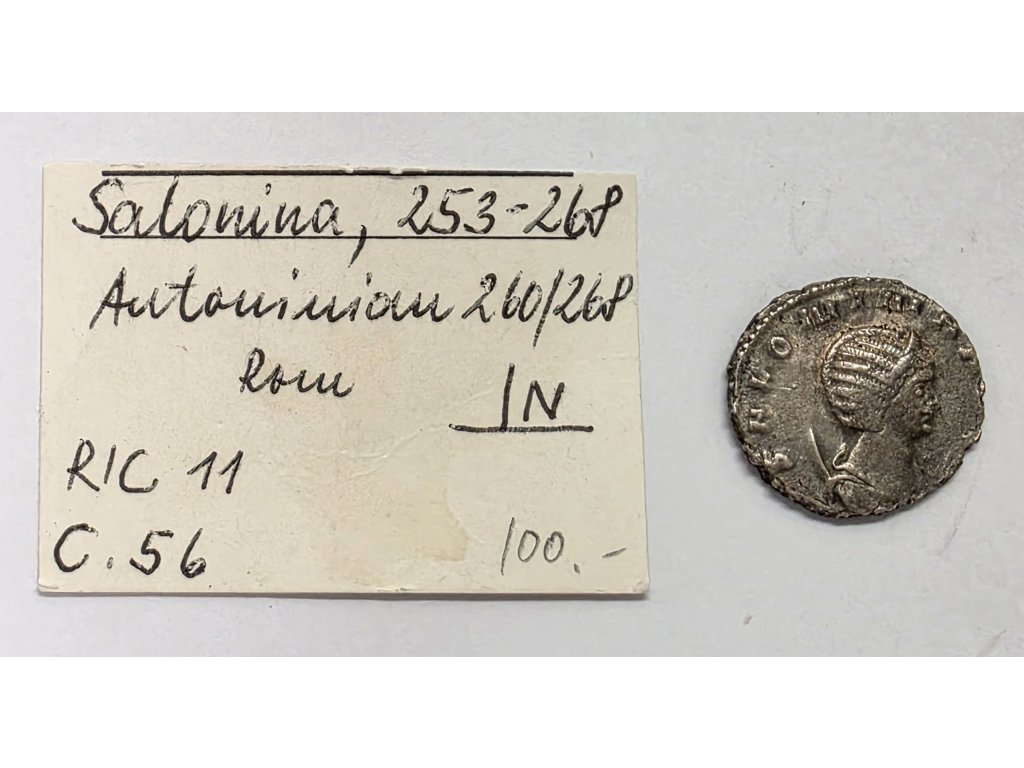 Salonina, 253-268
Antoninian 260/268
Rom
IN
RIC 11
C. 56
100.-